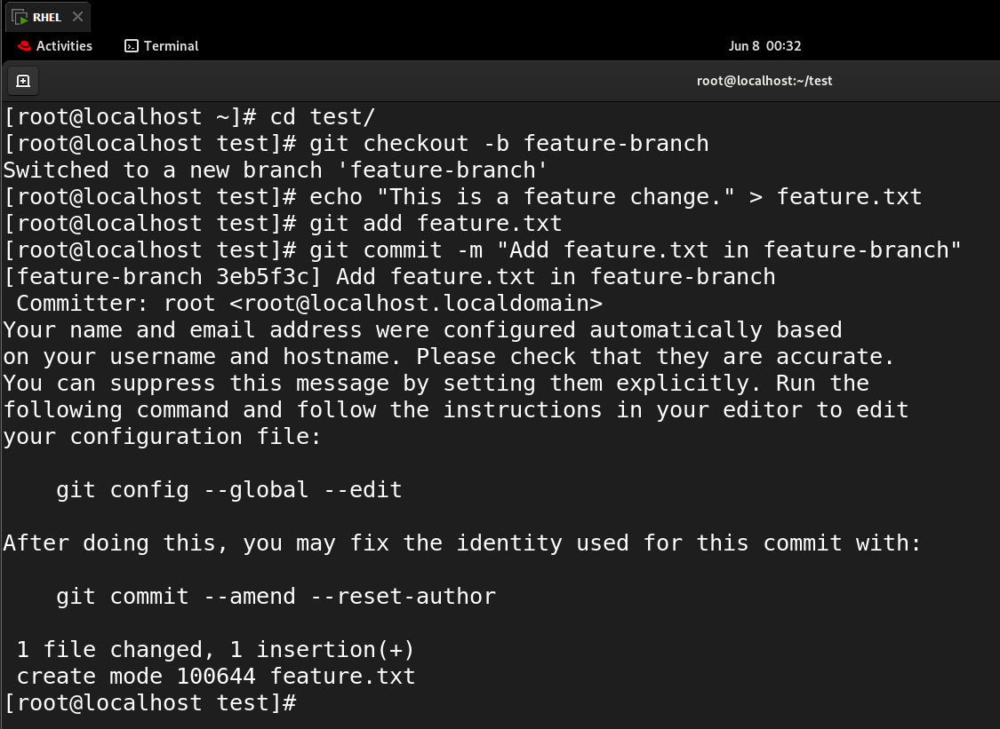 RHEL
Activities
Terminal
Jun 8 00:32
root@localhost:~/test
[root@localhost ~]# cd test/
[root@localhost test]# git checkout -b feature-branch
Switched to a new branch 'feature-branch'
[root@localhost test]# echo "This is a feature change." > feature.txt
[root@localhost test]# git add feature.txt
[root@localhost test]# git commit -m "Add feature.txt in feature-branch"
[feature-branch 3eb5f3c] Add feature.txt in feature-branch
 Committer: root <root@localhost.localdomain>
Your name and email address were configured automatically based
on your username and hostname. Please check that they are accurate.
You can suppress this message by setting them explicitly. Run the
following command and follow the instructions in your editor to edit
your configuration file:

    git config --global --edit

After doing this, you may fix the identity used for this commit with:

    git commit --amend --reset-author

 1 file changed, 1 insertion(+)
 create mode 100644 feature.txt
[root@localhost test]#